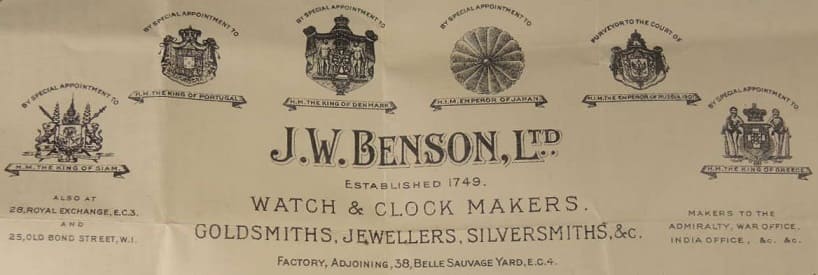 BY SPECIAL APPOINTMENT TO
H.M. THE KING OF SIAM.
BY SPECIAL APPOINTMENT TO
H.M. THE KING OF PORTUGAL.
BY SPECIAL APPOINTMENT TO
H.M. THE KING OF DENMARK.
BY SPECIAL APPOINTMENT TO
H.I.M. EMPEROR OF JAPAN.
PURVEYOR TO THE COURT OF
H.I.M. THE EMPEROR OF RUSSIA 1907
BY SPECIAL APPOINTMENT TO
H.M. THE KING OF GREECE.
J.W. BENSON, LTD.
ESTABLISHED 1749.
WATCH & CLOCK MAKERS.
GOLDSMITHS, JEWELLERS, SILVERSMITHS, &c.
FACTORY, ADJOINING, 38, BELLE SAUVAGE YARD, E.C.4.
ALSO AT
28, ROYAL EXCHANGE, E.C.3.
AND
25, OLD BOND STREET, W.1.
MAKERS TO THE
ADMIRALTY, WAR OFFICE,
INDIA OFFICE, &c. &c.